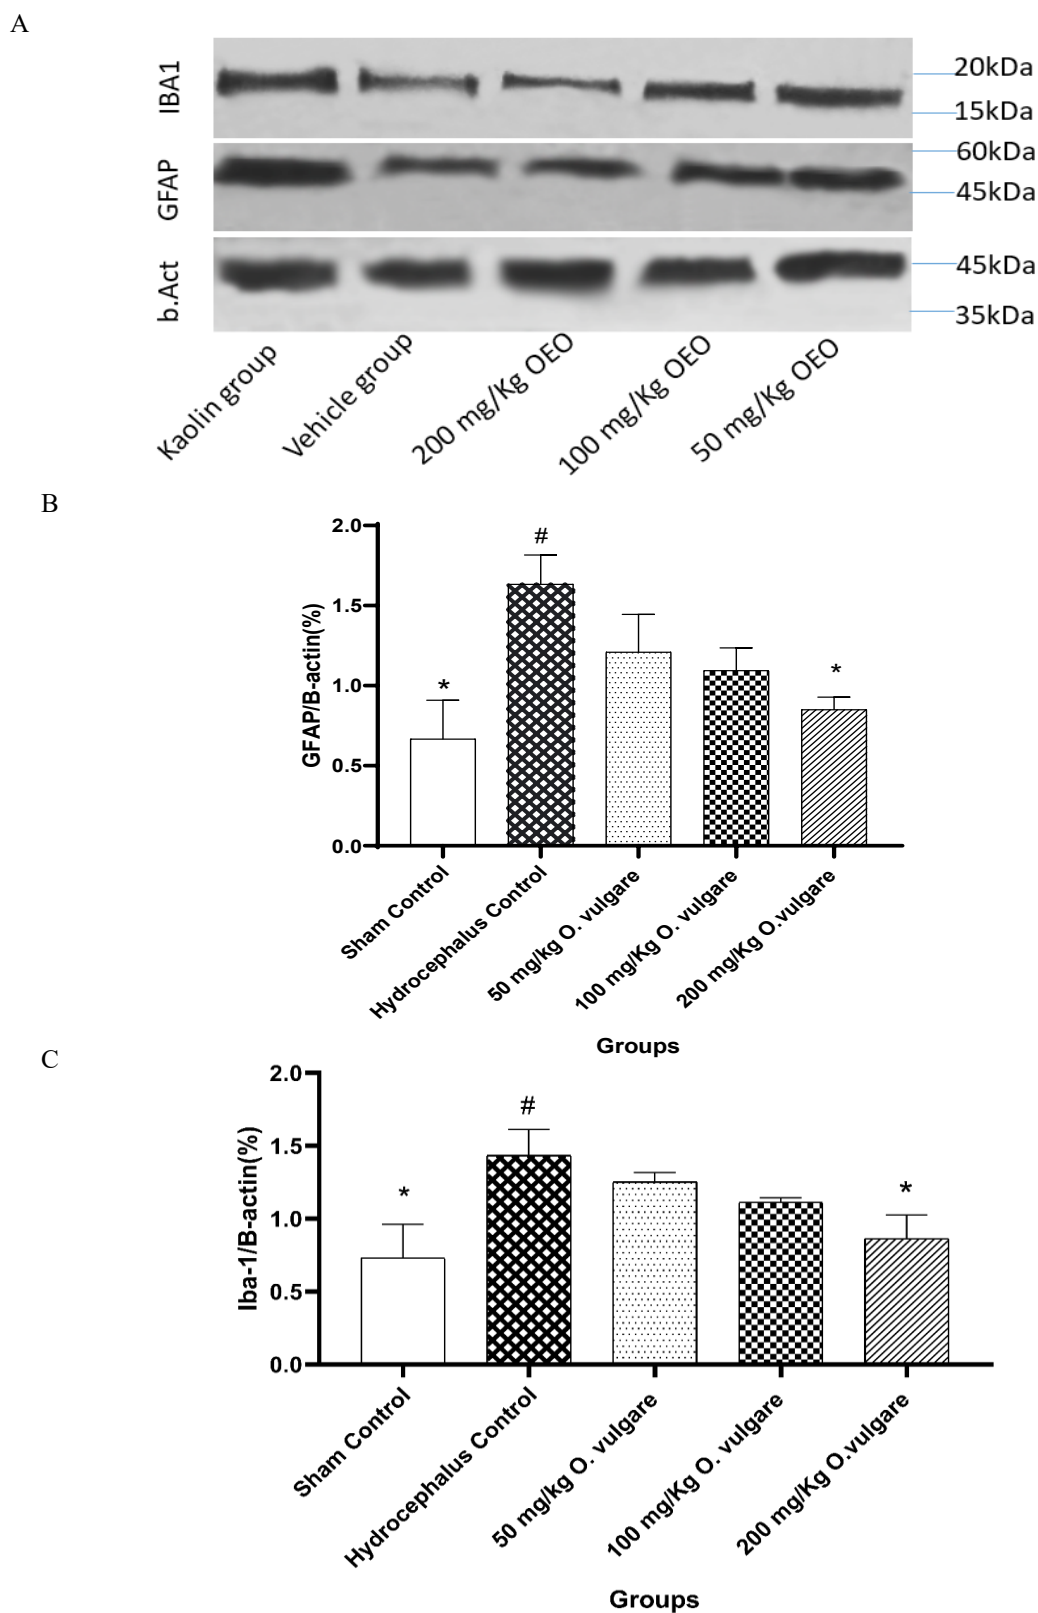 A
IBA1
20kDa
15kDa
GFAP
60kDa
45kDa
b.Act
45kDa
35kDa
Kaolin group
Vehicle group
200 mg/Kg OEO
100 mg/Kg OEO
50 mg/Kg OEO
B
GFAP/B-actin(%)
2.0
1.5
1.0
0.5
0.0
*
#
*
Sham Control
Hydrocephalus Control
50 mg/kg O. vulgare
100 mg/Kg O. vulgare
200 mg/Kg O.vulgare
Groups
C
Iba-1/B-actin(%)
2.0
1.5
1.0
0.5
0.0
*
#
*
Sham Control
Hydrocephalus Control
50 mg/kg O. vulgare
100 mg/Kg O. vulgare
200 mg/Kg O.vulgare
Groups